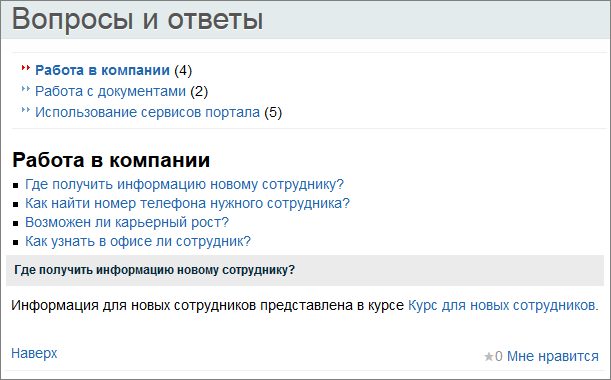 Вопросы и ответы
Работа в компании (4)
Работа с документами (2)
Использование сервисов портала (5)
Работа в компании
Где получить информацию новому сотруднику?
Как найти номер телефона нужного сотрудника?
Возможен ли карьерный рост?
Как узнать в офисе ли сотрудник?
Где получить информацию новому сотруднику?
Информация для новых сотрудников представлена в курсе Курс для новых сотрудников.
Наверх
0 Мне нравится